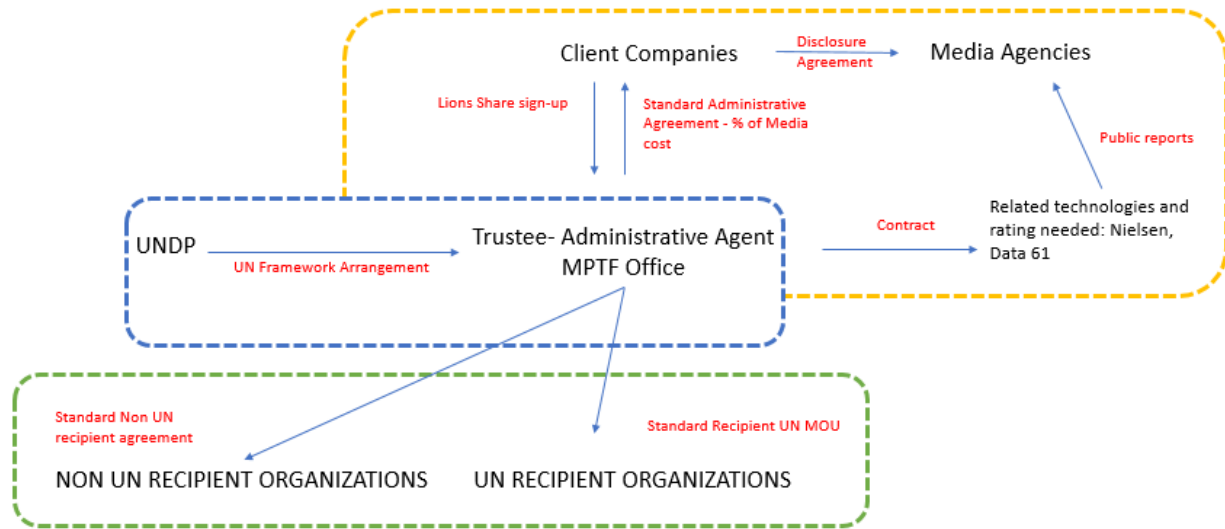 Client Companies
Disclosure
Agreement
Media Agencies
Lions Share sign-up
Standard Administrative
Agreement - % of Media
cost
Public reports
UNDP
UN Framework Arrangement
Trustee- Administrative Agent
MPTF Office
Contract
Related technologies and
rating needed: Nielsen,
Data 61
Standard Non UN
recipient agreement
Standard Recipient UN MOU
NON UN RECIPIENT ORGANIZATIONS
UN RECIPIENT ORGANIZATIONS